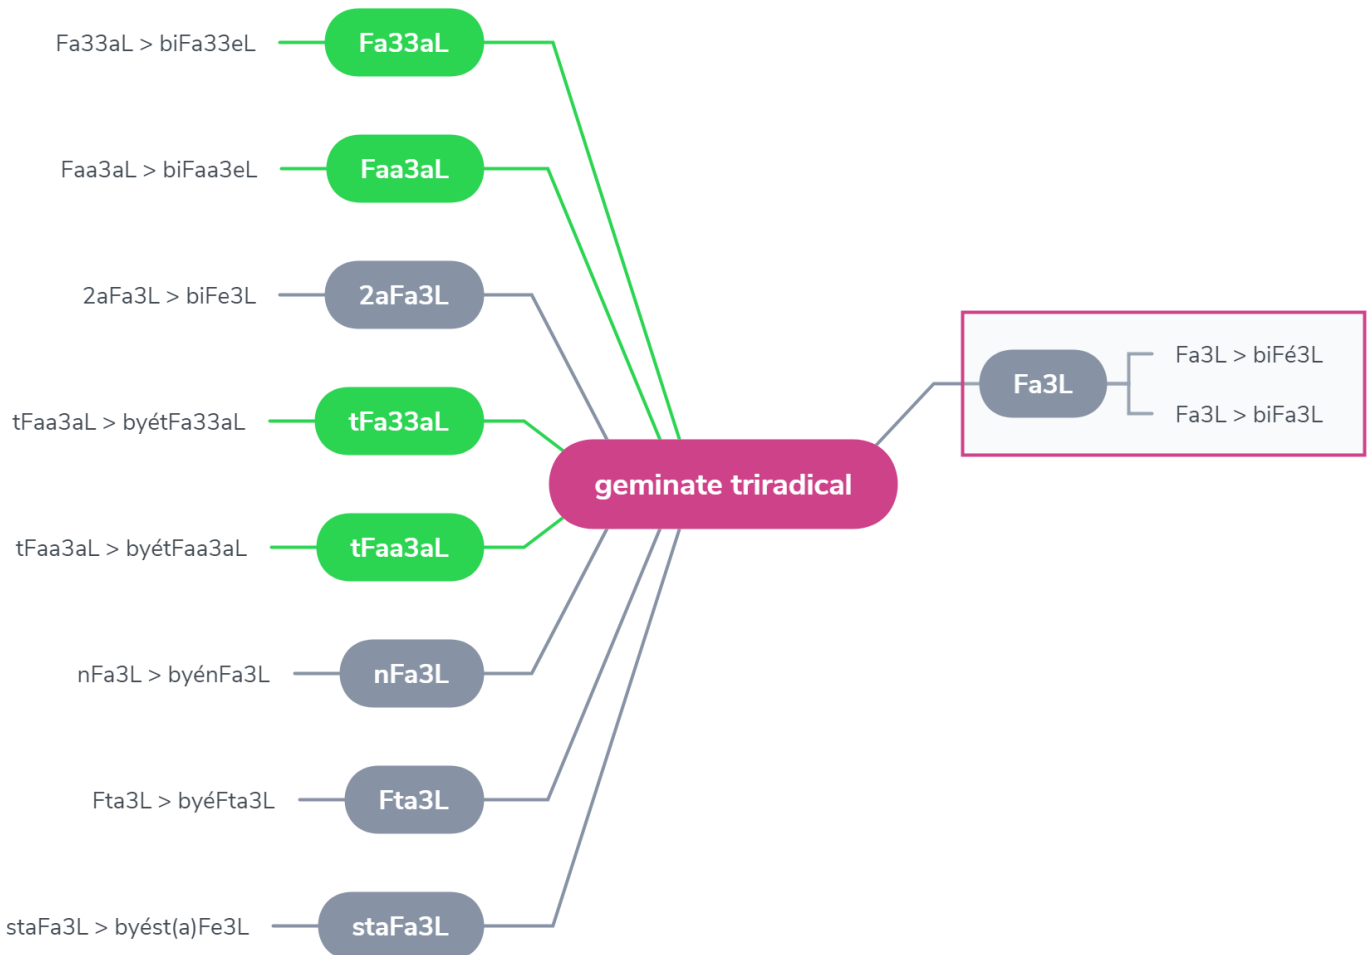 Fa33aL > biFa33eL
Fa33aL
Faa3aL > biFaa3eL
Faa3aL
2aFa3L > biFe3L
2aFa3L
tFaa3aL > byétFa33aL
tFa33aL
tFaa3aL > byétFaa3aL
tFaa3aL
nFa3L > byénFa3L
nFa3L
Fta3L > byéFta3L
Fta3L
staFa3L > byést(a)Fe3L
staFa3L
geminate triradical
Fa3L
Fa3L > biFé3L
Fa3L > biFa3L